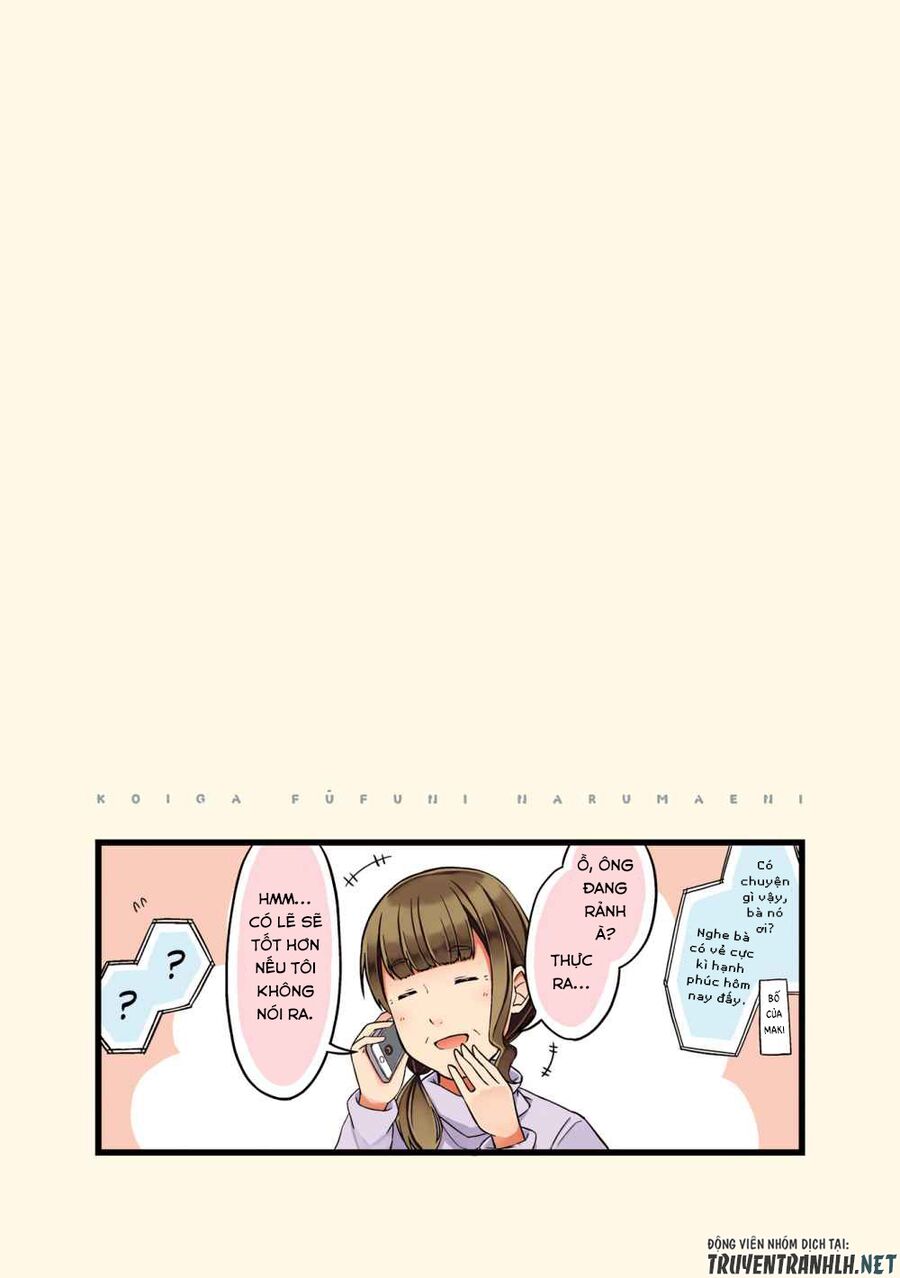 KOIGA FŪFUNI NARUMAENI
CÓ
CHUYỆN
GÌ VẬY,
BÀ NÓ
ƠI?
NGHE BÀ
CÓ VẺ CỰC
KÌ HẠNH
PHÚC HÔM
NAY ĐẤY.
BỐ
CỦA
MAKI
Ồ, ÔNG
ĐANG
RẢNH
À?
THỰC
RA...
HMM...
CÓ LẼ SẼ
TỐT HƠN
NẾU TÔI
KHÔNG
NÓI RA.
?
?
ĐỘNG VIÊN NHÓM DỊCH TẠI:
TRUYENTRANHLH.NET